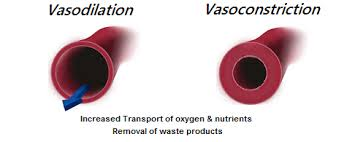 Vasodilation
Vasoconstriction
Increased Transport of oxygen & nutrients
Removal of waste products